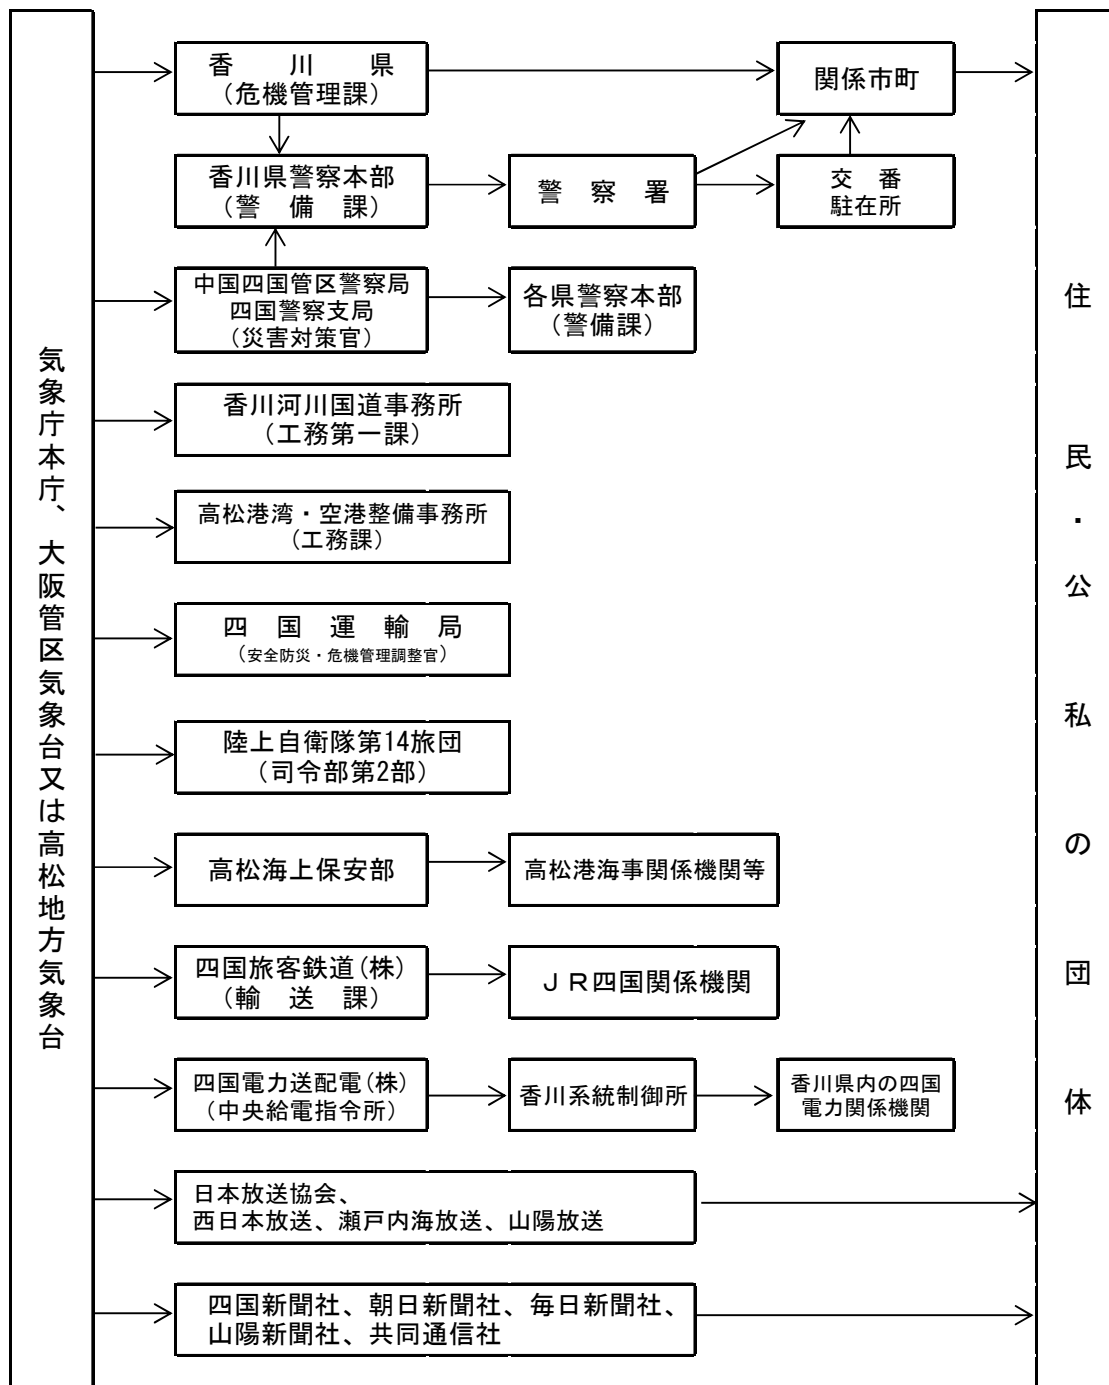 気象庁本庁、大阪管区気象台又は高松地方気象台
香川県
(危機管理課)
関係市町
香川県警察本部
(警備課)
警察署
交番
駐在所
中国四国管区警察局
四国警察支局
(災害対策官)
各県警察本部
(警備課)
香川河川国道事務所
(工務第一課)
高松港湾・空港整備事務所
(工務課)
四国運輸局
(安全防災・危機管理調整官)
陸上自衛隊第14旅団
(司令部第2部)
高松海上保安部
高松港海事関係機関等
四国旅客鉄道(株)
(輸送課)
ＪＲ四国関係機関
四国電力送配電(株)
(中央給電指令所)
香川系統制御所
香川県内の四国
電力関係機関
日本放送協会、
西日本放送、瀬戸内海放送、山陽放送
四国新聞社、朝日新聞社、毎日新聞社、
山陽新聞社、共同通信社
住民・公私の団体